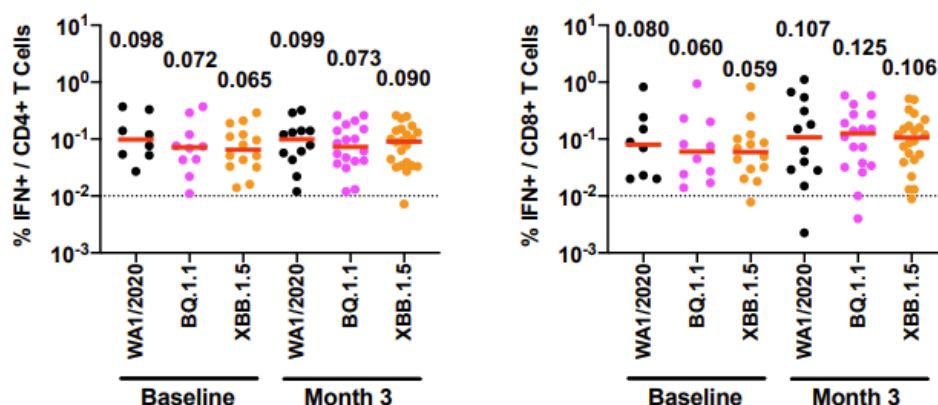 % IFN+ / CD4+ T Cells
10¹
10⁰
10⁻¹
10⁻²
10⁻³
0.098
0.072
0.065
0.099
0.073
0.090
WA1/2020
BQ.1.1
XBB.1.5
WA1/2020
BQ.1.1
XBB.1.5
Baseline
Month 3
% IFN+ / CD8+ T Cells
10¹
10⁰
10⁻¹
10⁻²
10⁻³
0.080
0.060
0.059
0.107
0.125
0.106
WA1/2020
BQ.1.1
XBB.1.5
WA1/2020
BQ.1.1
XBB.1.5
Baseline
Month 3